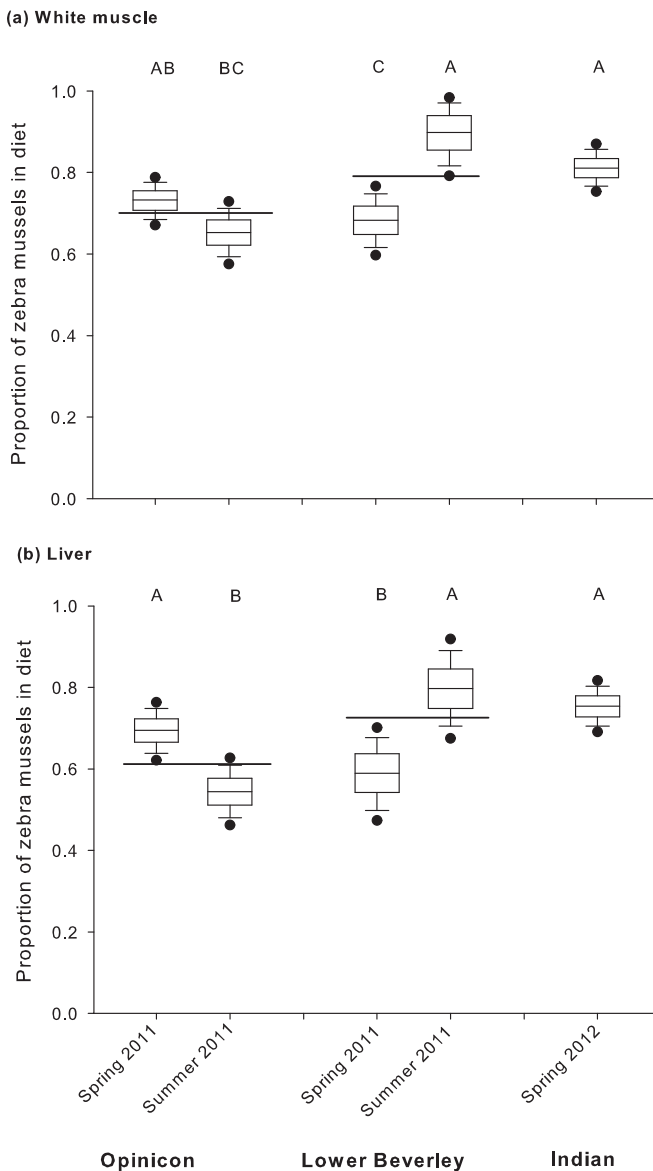 (a) White muscle
AB BC C A A
1.0
0.8
0.6
0.4
0.2
0.0
Proportion of zebra mussels in diet
(b) Liver
A B B A A
1.0
0.8
0.6
0.4
0.2
0.0
Proportion of zebra mussels in diet
Spring 2011
Summer 2011
Spring 2011
Summer 2011
Spring 2012
Opinicon Lower Beverley Indian